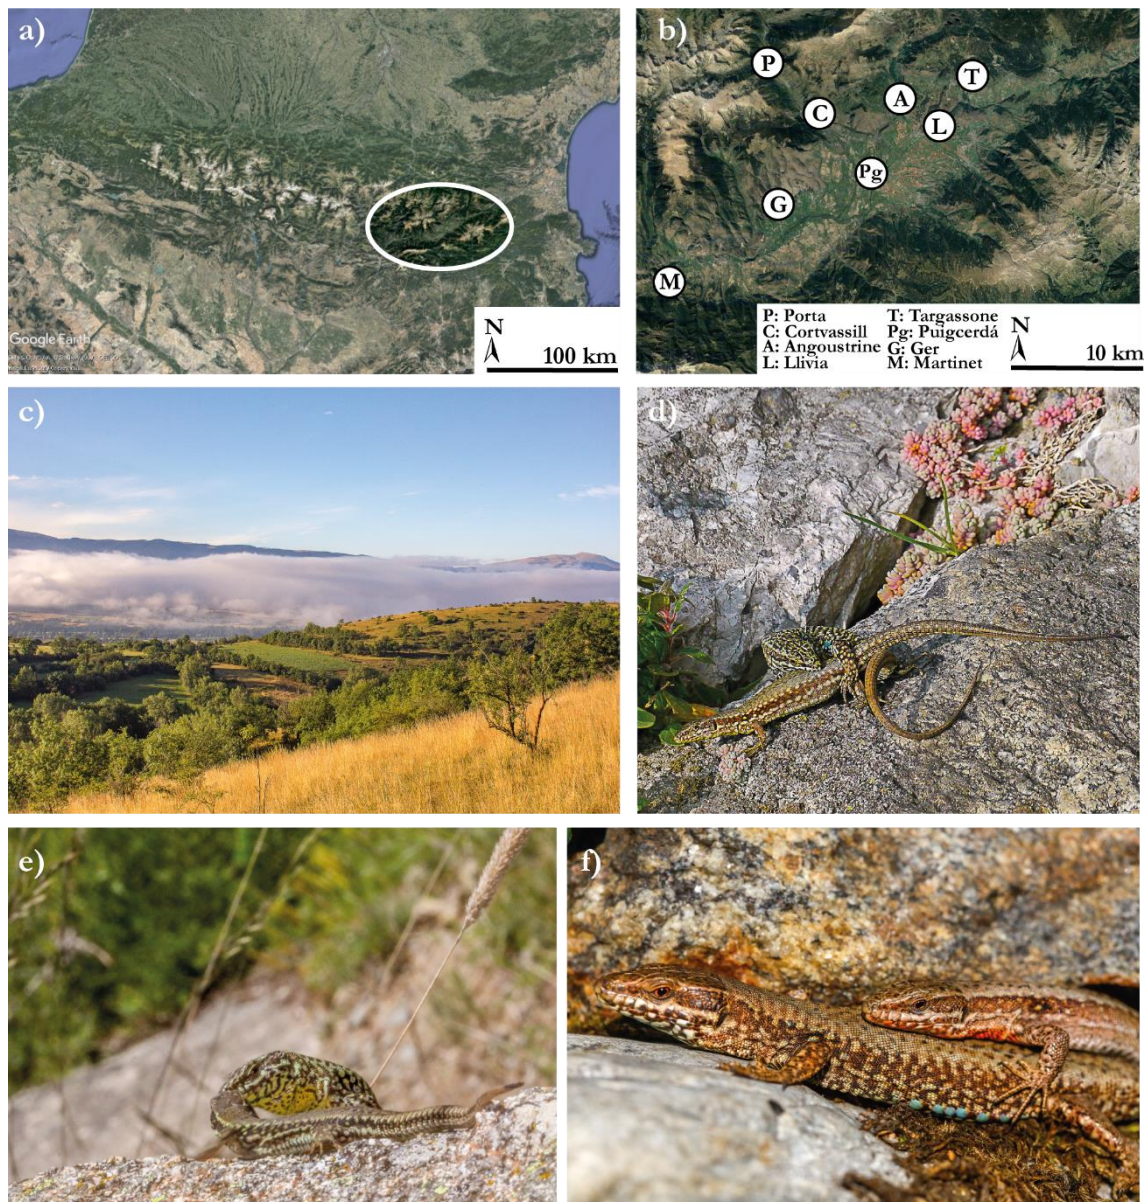 a)
N
100 km
Google Earth
b)
P
T
A
C
L
Pg
G
M
P: Porta
C: Cortvassill
A: Angoustrine
L: Llivia
T: Targassone
Pg: Puigcerdá
G: Ger
M: Martinet
N
10 km
c)
d)
e)
f)